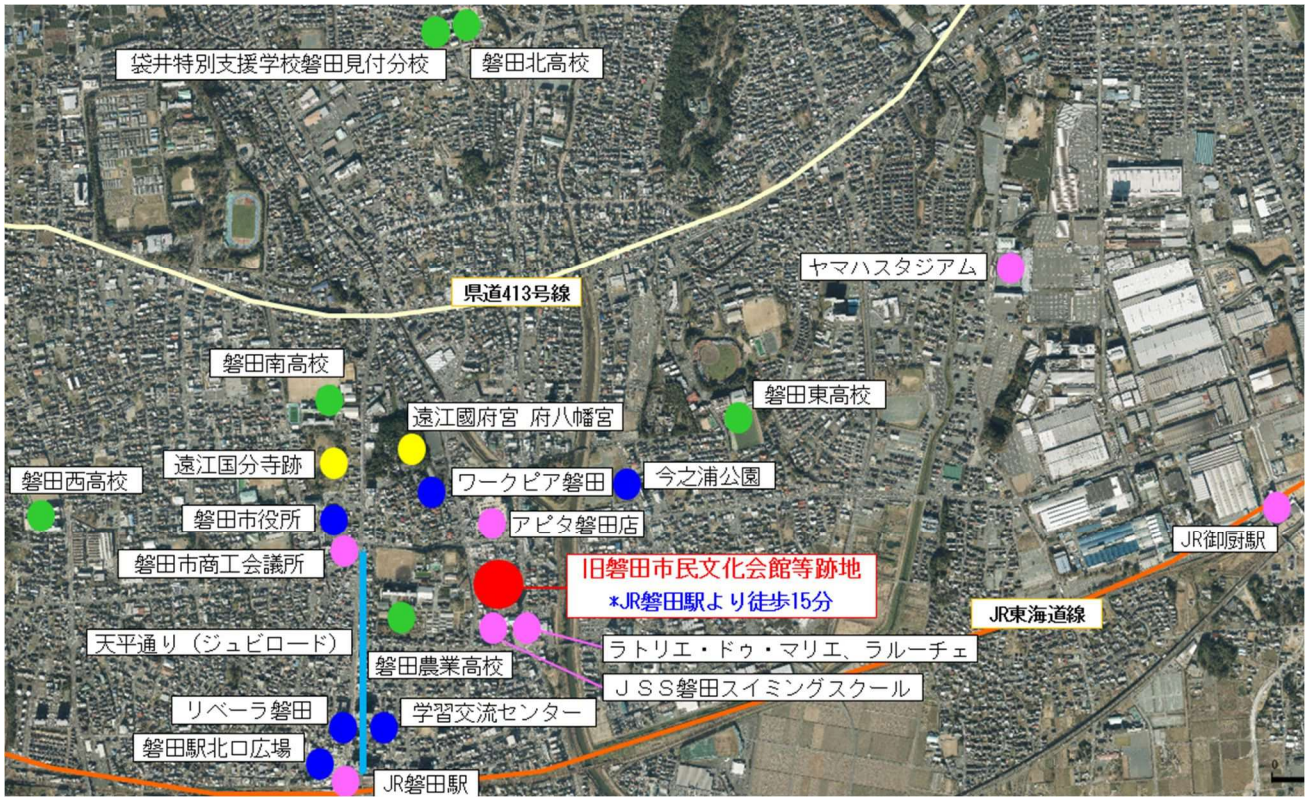 袋井特別支援学校磐田見付分校
磐田北高校
ヤマハスタジアム
県道413号線
磐田南高校
磐田東高校
遠江國府宮 府八幡宮
遠江国分寺跡
磐田西高校
ワークピア磐田
今之浦公園
磐田市役所
アピタ磐田店
JR御厨駅
磐田市商工会議所
旧磐田市民文化会館等跡地
*JR磐田駅より徒歩15分
JR東海道線
天平通り(ジュビロード)
ラトリエ・ドゥ・マリエ、ラルーチェ
磐田農業高校
JSS磐田スイミングスクール
リベーラ磐田
学習交流センター
磐田駅北口広場
JR磐田駅
0